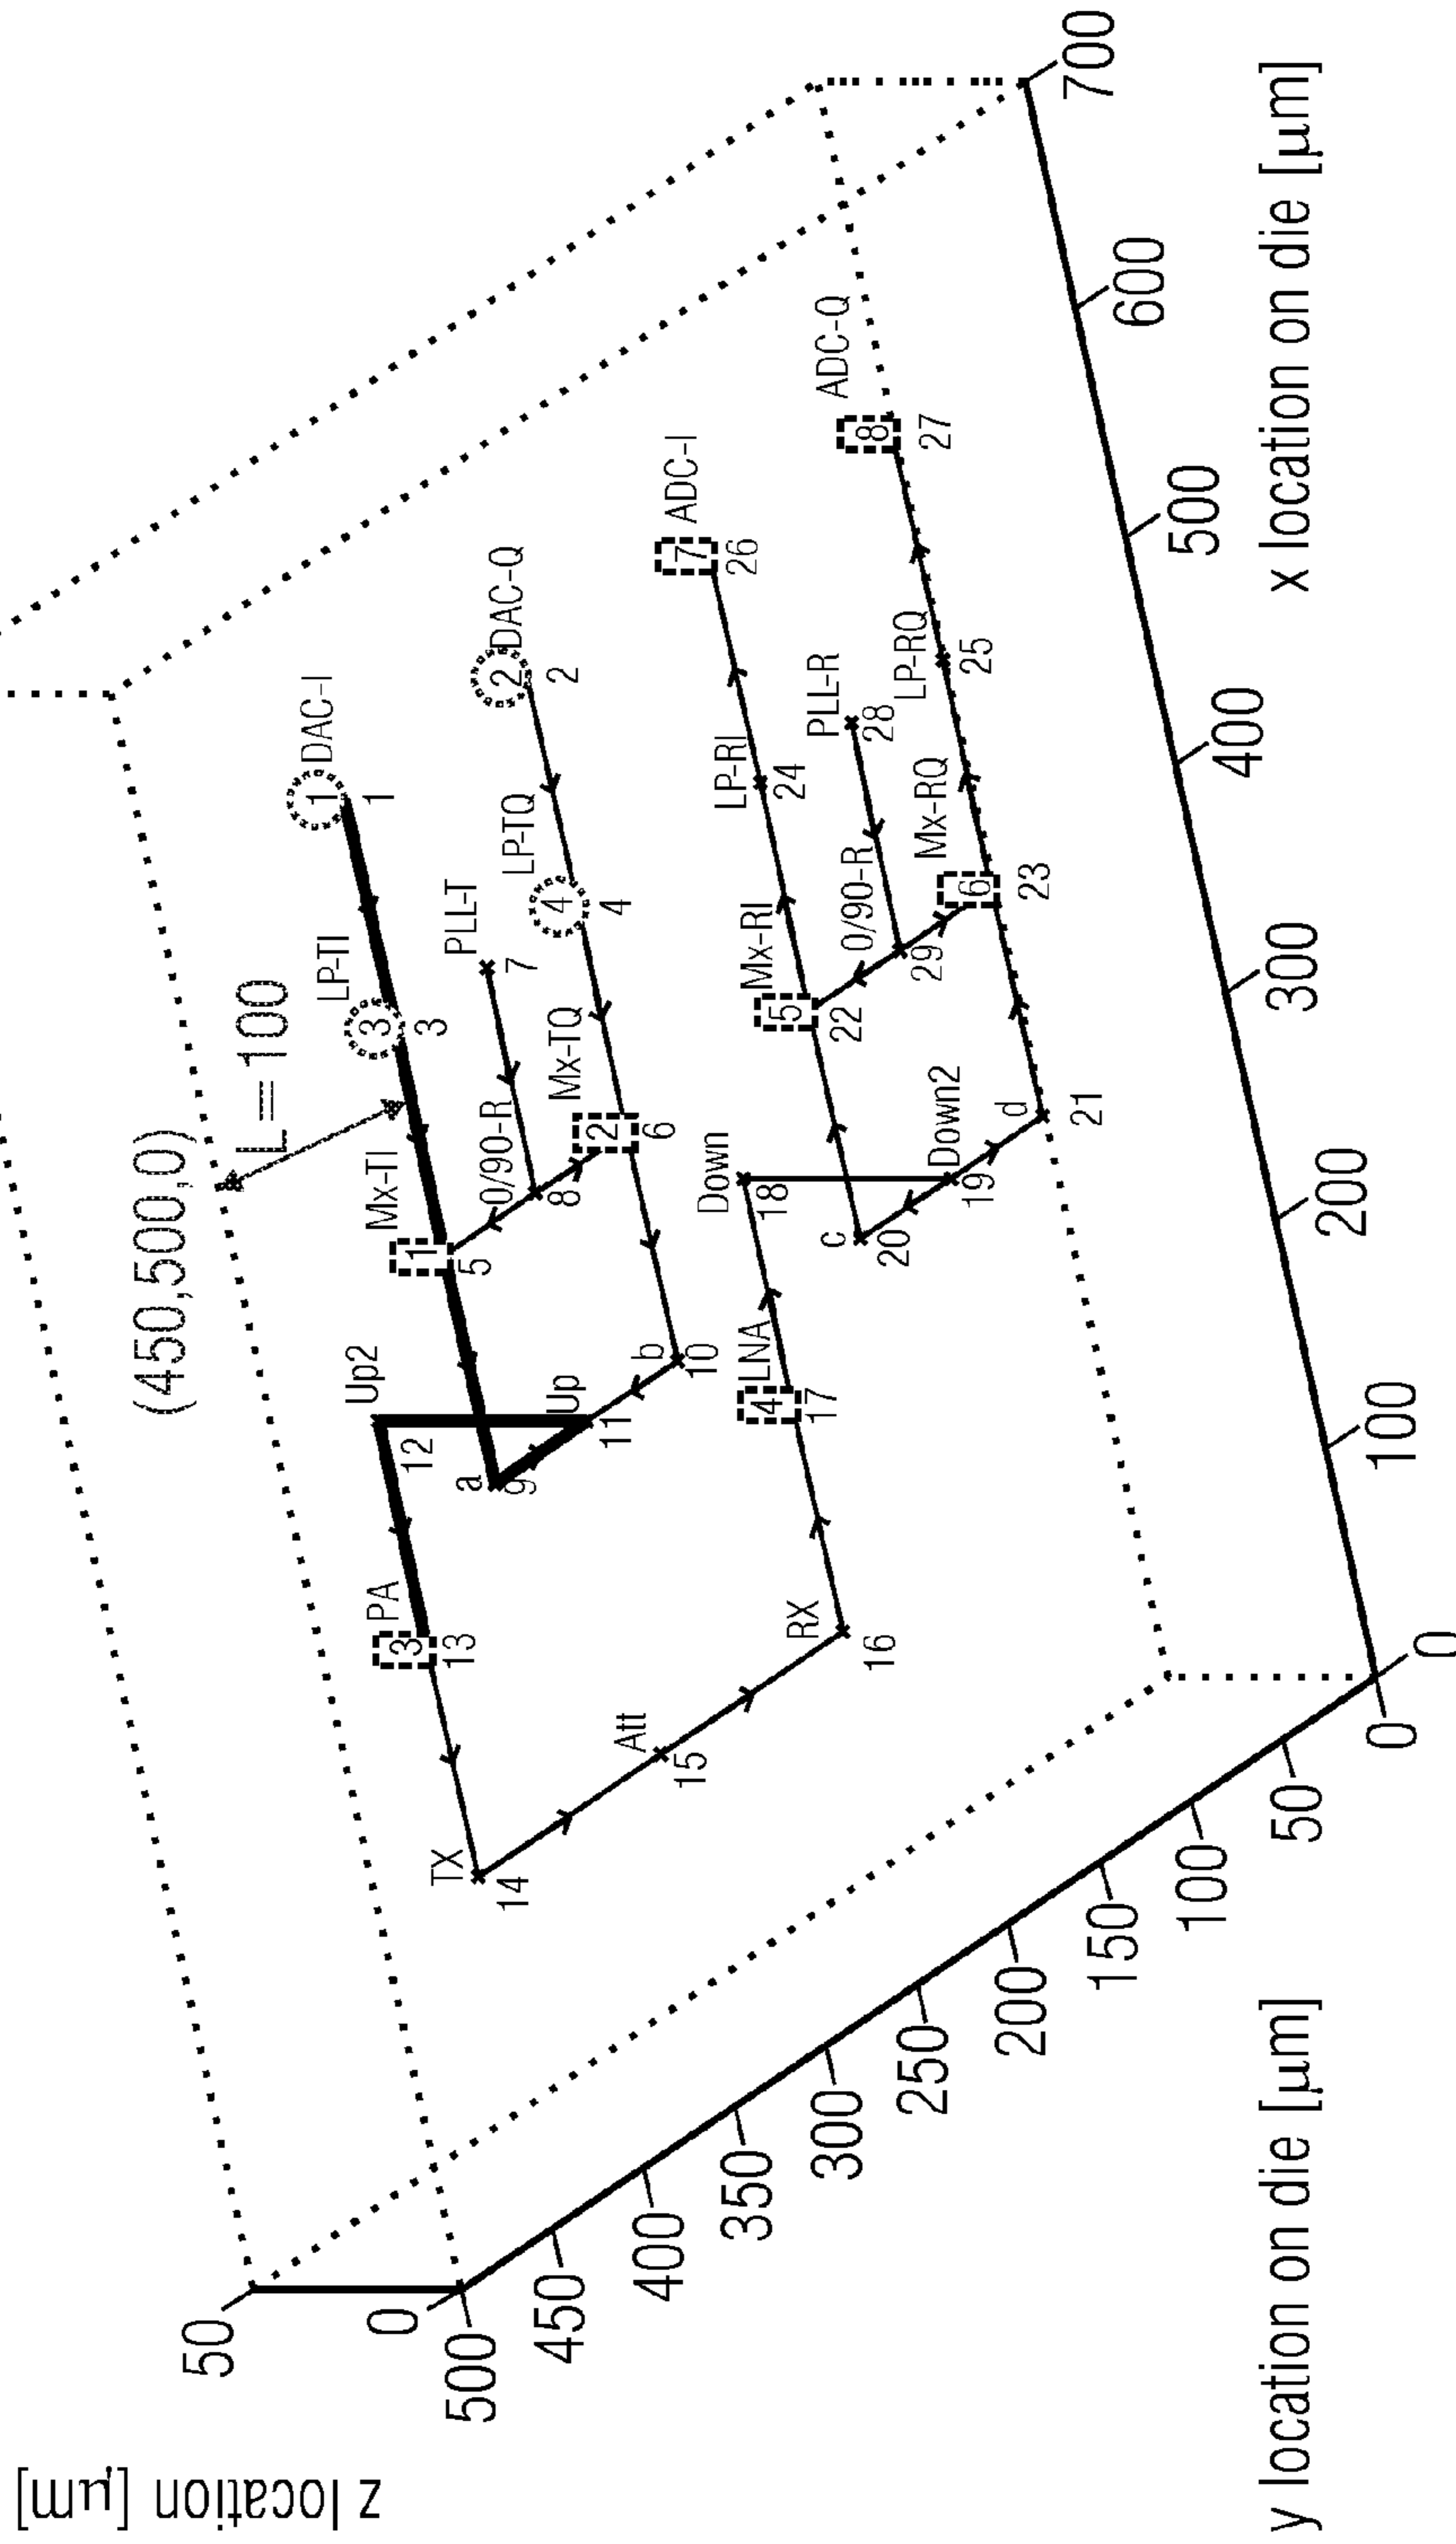 z location [µm]
50
0
500
450
400
350
300
250
200
150
100
50
0
y location on die [µm]
0
100
200
300
400
500
600
700
x location on die [µm]
(450,500,0)
L=100
1
DAC-I
1
LP-TI
3
3
Mx-TI
1
5
2
DAC-Q
2
LP-TQ
4
4
Mx-TQ
2
6
PLL-T
7
0/90-R
8
a
9
b
10
Up
11
Up2
12
PA
3
13
TX
14
Att
15
RX
16
LNA
4
17
Down
18
Down2
19
c
20
d
21
Mx-RI
5
22
Mx-RQ
6
23
LP-RI
24
LP-RQ
25
ADC-I
7
26
ADC-Q
8
27
PLL-R
28
0/90-R
29